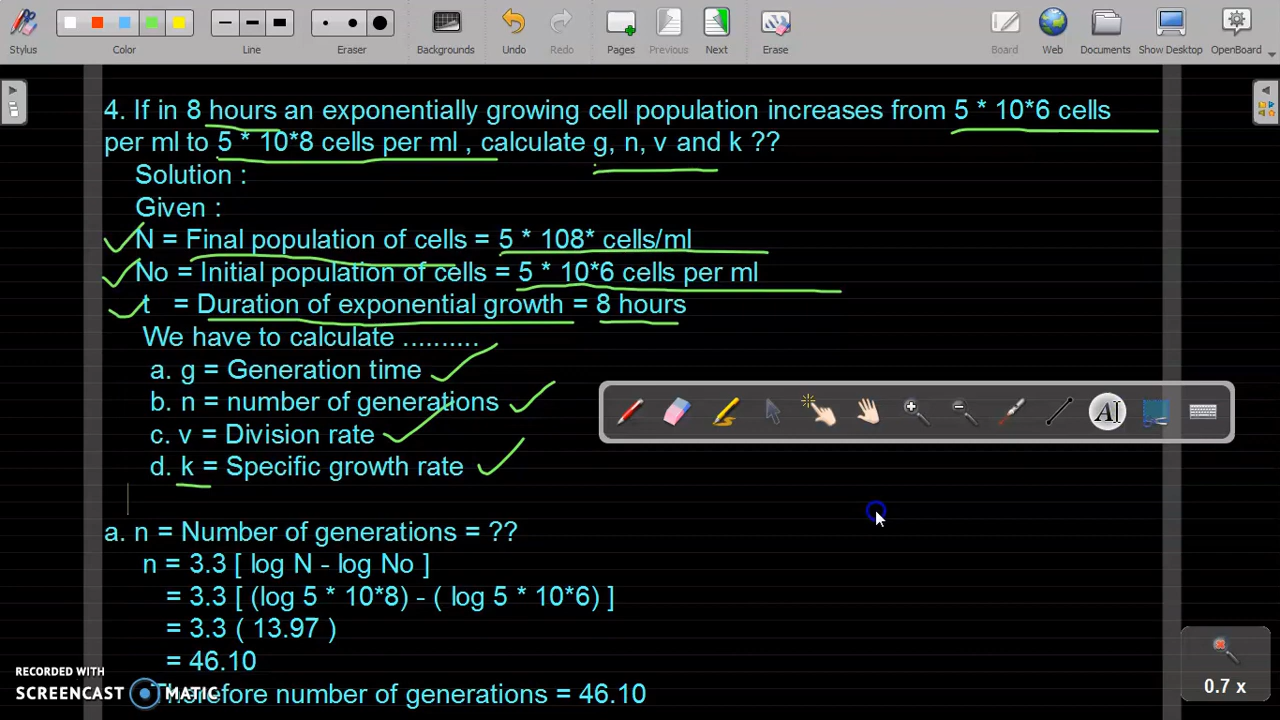 Stylus
Color
Line
Eraser
Backgrounds
Undo
Redo
Pages
Previous
Next
Erase
Board
Web
Documents
Show Desktop
OpenBoard
4. If in 8 hours an exponentially growing cell population increases from 5 * 10*6 cells
per ml to 5 * 10*8 cells per ml , calculate g, n, v and k ??
Solution :
Given :
N = Final population of cells = 5 * 108* cells/ml
No = Initial population of cells = 5 * 10*6 cells per ml
t = Duration of exponential growth = 8 hours
We have to calculate ..........
a. g = Generation time
b. n = number of generations
c. v = Division rate
d. k = Specific growth rate
AI
a. n = Number of generations = ??
n = 3.3 [ log N - log No ]
= 3.3 [ (log 5 * 10*8) - ( log 5 * 10*6) ]
= 3.3 ( 13.97 )
= 46.10
Therefore number of generations = 46.10
RECORDED WITH
SCREENCAST MATIC
0.7 x